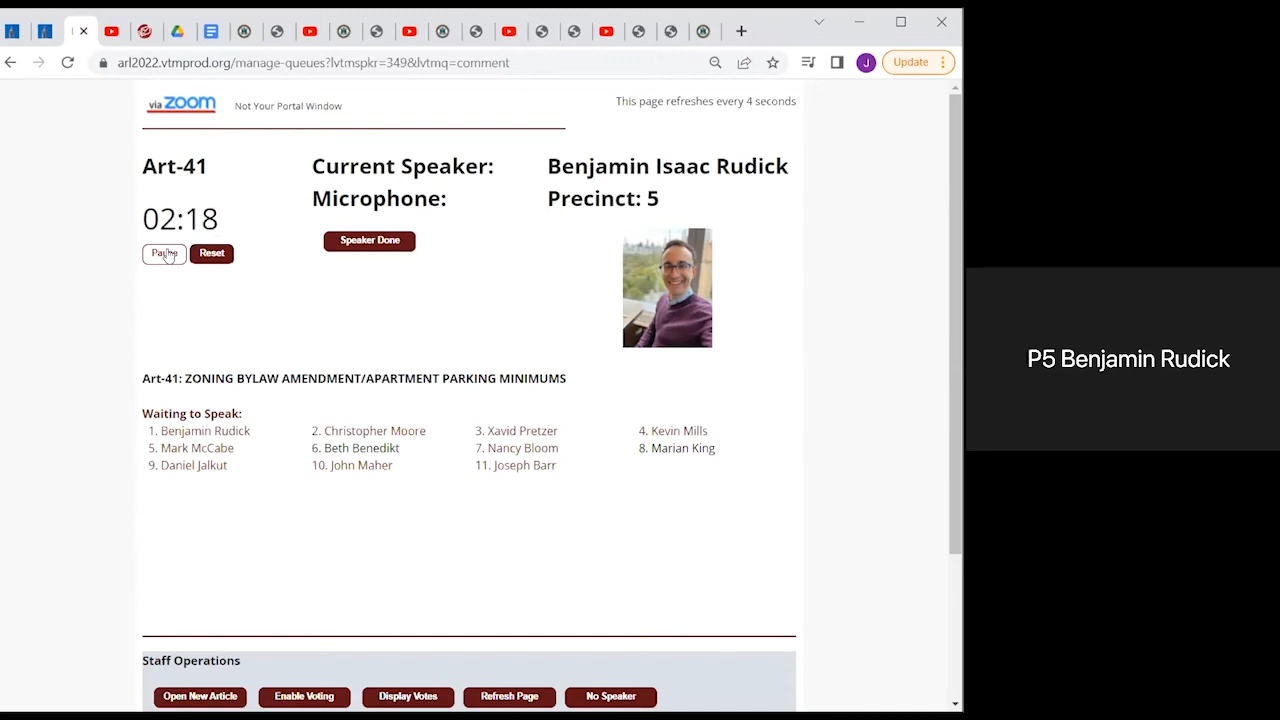 Update
arl2022.vtmprod.org/manage-queues?lvtmspkr=349&lvtmq=comment
via zoom
Not Your Portal Window
This page refreshes every 4 seconds
Art-41
Current Speaker:
Benjamin Isaac Rudick
Microphone:
Precinct: 5
02:18
Pause
Reset
Speaker Done
P5 Benjamin Rudick
Art-41: ZONING BYLAW AMENDMENT/APARTMENT PARKING MINIMUMS
Waiting to Speak:
1. Benjamin Rudick 2. Christopher Moore 3. Xavid Pretzer 4. Kevin Mills
5. Mark McCabe 6. Beth Benedikt 7. Nancy Bloom 8. Marian King
9. Daniel Jalkut 10. John Maher 11. Joseph Barr
Staff Operations
Open New Article Enable Voting Display Votes Refresh Page No Speaker